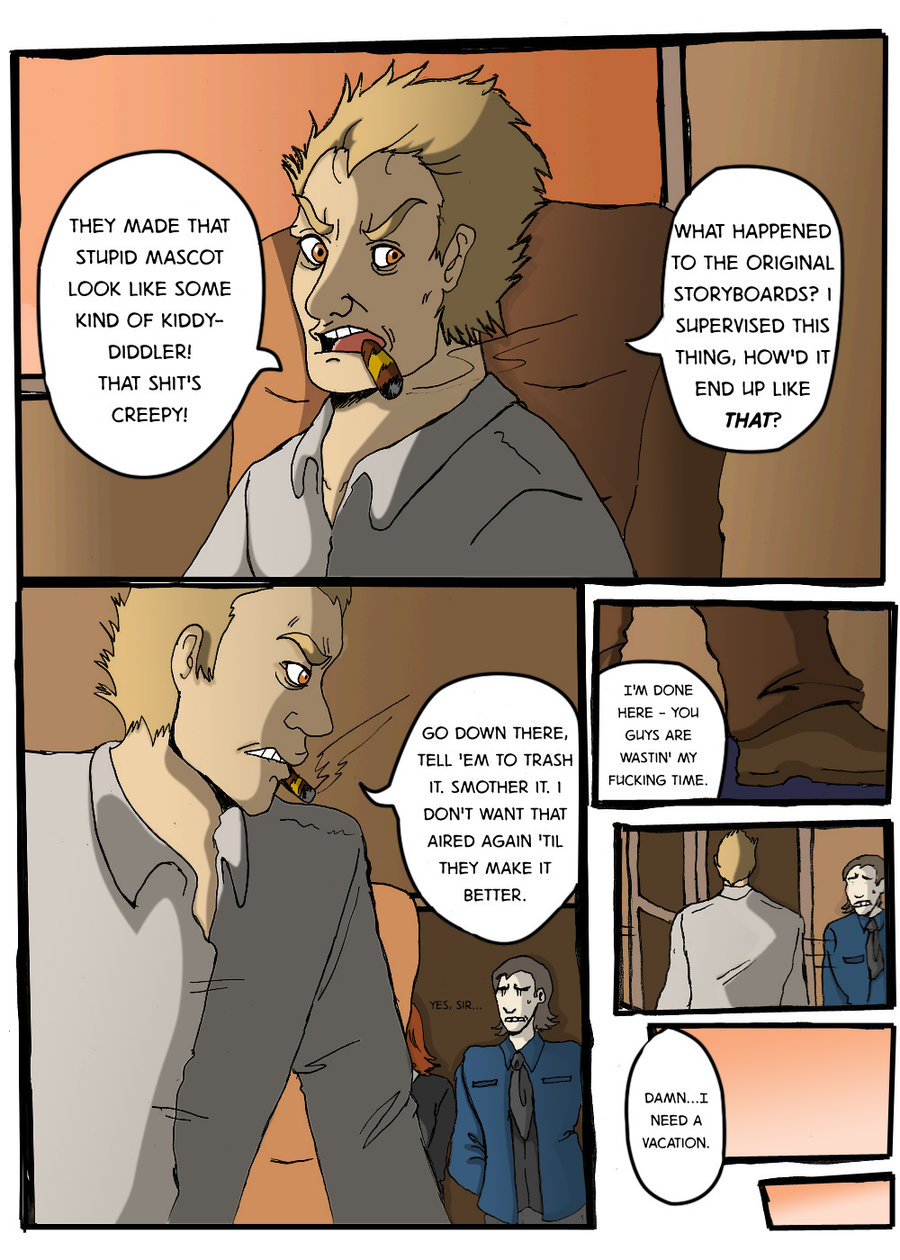 THEY MADE THAT
STUPID MASCOT
LOOK LIKE SOME
KIND OF KIDDY-
DIDDLER!
THAT SHIT'S
CREEPY!
WHAT HAPPENED
TO THE ORIGINAL
STORYBOARDS? I
SUPERVISED THIS
THING, HOW'D IT
END UP LIKE
THAT?
GO DOWN THERE,
TELL 'EM TO TRASH
IT. SMOTHER IT. I
DON'T WANT THAT
AIRED AGAIN 'TIL
THEY MAKE IT
BETTER.
YES, SIR...
I'M DONE
HERE - YOU
GUYS ARE
WASTIN' MY
FUCKING TIME.
DAMN...I
NEED A
VACATION.